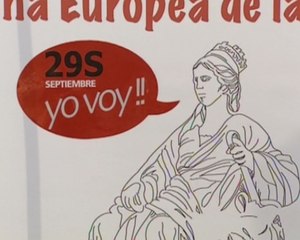 na Europea de la
29S
SEPTIEMBRE
yo voy!!